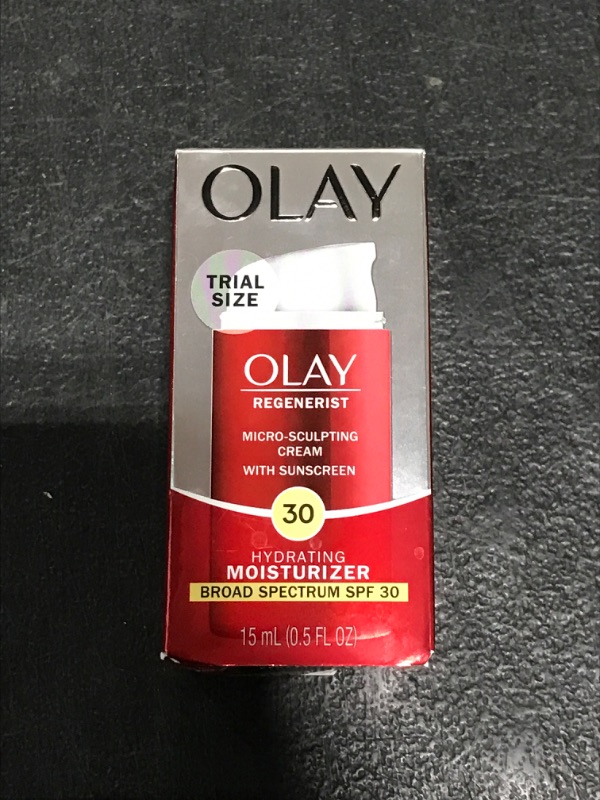 OLAY
TRIAL
SIZE
OLAY
REGENERIST
MICRO-SCULPTING
CREAM
WITH SUNSCREEN
30
HYDRATING
MOISTURIZER
BROAD SPECTRUM SPF 30
15 mL (0.5 FL OZ)